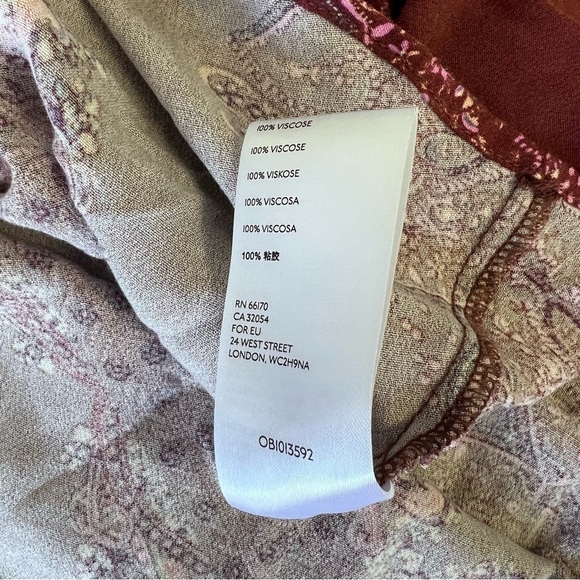 100% VISCOSE
100% VISCOSE
100% VISKOSE
100% VISCOSA
100% VISCOSA
100% 粘胶
RN 66170
CA 32054
FOR EU
24 WEST STREET
LONDON, WC2H9NA
OB1013592